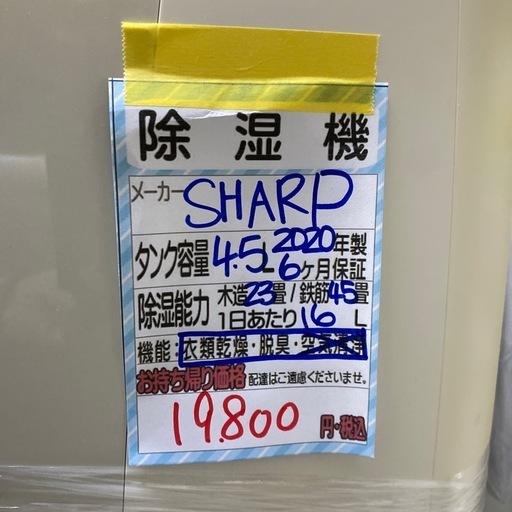 除湿機
メーカー SHARP
タンク容量 4.5L 2020年製
6ヶ月保証
除湿能力 木造23畳/鉄筋45畳
1日あたり16L
機能:衣類乾燥・脱臭・空気清浄
お持ち帰り価格 配達はご遠慮くださいませ。
19.800 円・税込